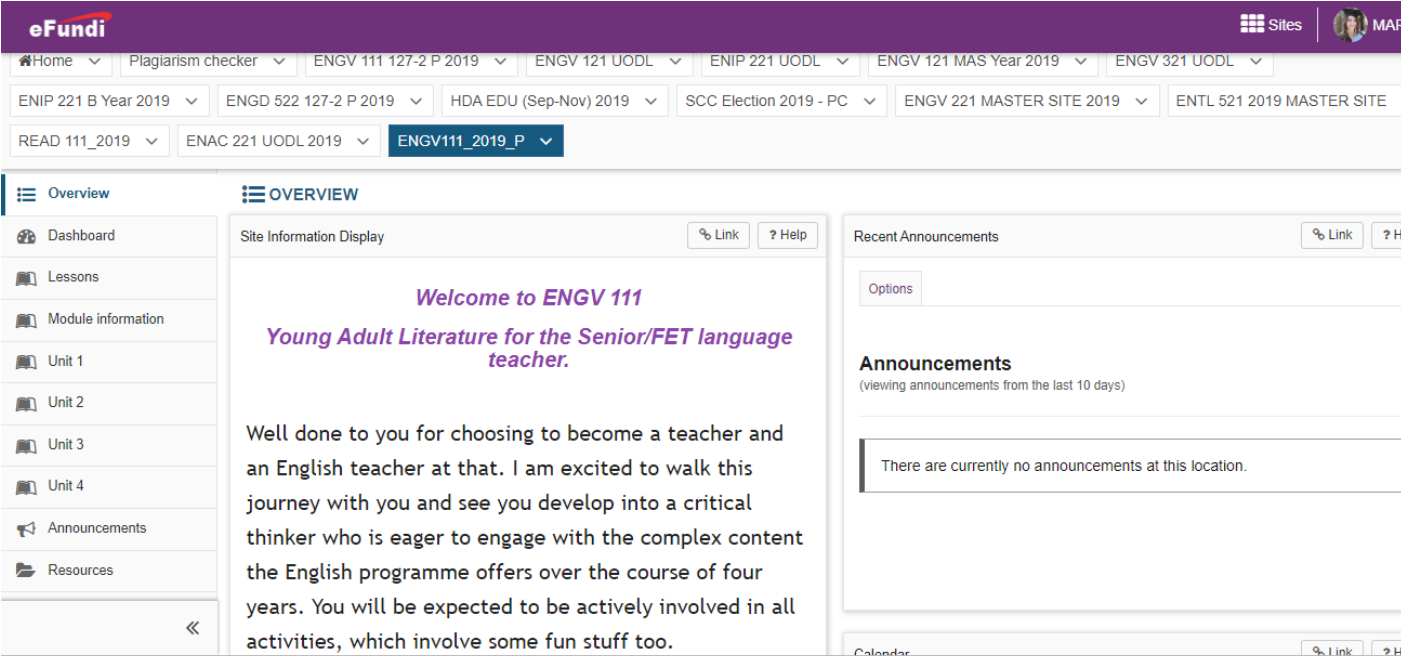 eFundi
Sites
Home
Plagiarism checker
ENGV 111 127-2 P 2019
ENGV 121 UODL
ENIP 221 UODL
ENGV 121 MAS Year 2019
ENGV 321 UODL
ENIP 221 B Year 2019
ENGD 522 127-2 P 2019
HDA EDU (Sep-Nov) 2019
SCC Election 2019 - PC
ENGV 221 MASTER SITE 2019
ENTL 521 2019 MASTER SITE
READ 111_2019
ENAC 221 UODL 2019
ENGV111_2019_P
Overview
Dashboard
Lessons
Module information
Unit 1
Unit 2
Unit 3
Unit 4
Announcements
Resources
OVERVIEW
Site Information Display
Link
? Help
Welcome to ENGV 111
Young Adult Literature for the Senior/FET language
teacher.
Well done to you for choosing to become a teacher and
an English teacher at that. I am excited to walk this
journey with you and see you develop into a critical
thinker who is eager to engage with the complex content
the English programme offers over the course of four
years. You will be expected to be actively involved in all
activities, which involve some fun stuff too.
Recent Announcements
Link
Options
Announcements
(viewing announcements from the last 10 days)
There are currently no announcements at this location.
Calendar
Link